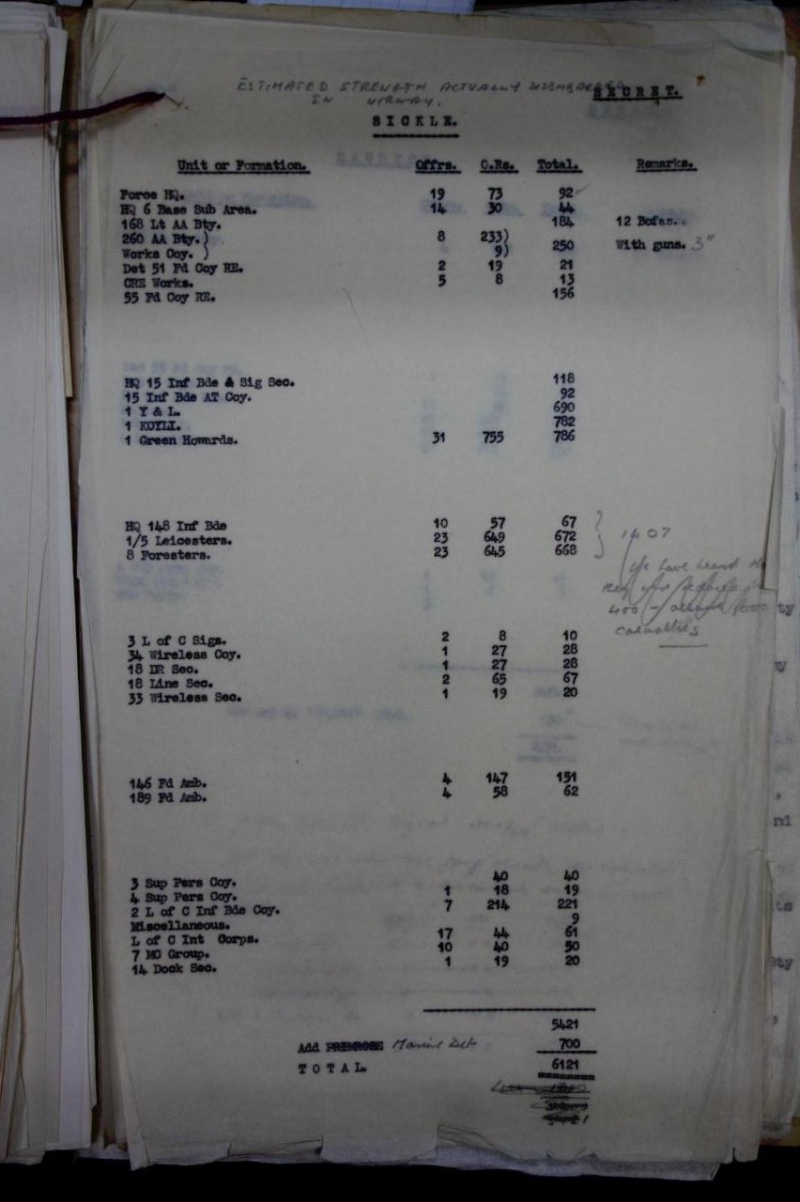 ESTIMATED STRENGTH ACTUALLY DISEMBARKED
IN NORWAY.
SECRET.
SICKLE.
Unit or Formation. Offrs. O.Rs. Total. Remarks.
Force HQ. 19 73 92
HQ 6 Base Sub Area. 14 30 44
168 Lt AA Bty. 184 12 Bofas.
260 AA Bty.) 8 233) 250 With guns. 3"
Works Coy. ) 9)
Det 51 Fd Coy RE. 2 19 21
CRE Works. 5 8 13
55 Fd Coy RE. 156
HQ 15 Inf Bde & Sig Sec. 118
15 Inf Bde AT Coy. 92
1 Y & L. 690
1 KOYLI. 782
1 Green Howards. 31 755 786
HQ 148 Inf Bde 10 57 67
1/5 Leicesters. 23 649 672
8 Foresters. 23 645 668
1407
We have heard
400
1000
casualties
3 L of C Sigs. 2 8 10
34 Wireless Coy. 1 27 28
18 DR Sec. 1 27 28
18 Line Sec. 2 65 67
33 Wireless Sec. 1 19 20
146 Fd Amb. 4 147 151
189 Fd Amb. 4 58 62
3 Sup Pers Coy. 40 40
4 Sup Pers Coy. 1 18 19
2 L of C Inf Bde Coy. 7 214 221
Miscellaneous. 9
L of C Int Corps. 17 44 61
7 MC Group. 10 40 50
14 Dock Sec. 1 19 20
5421
Add PRIMROSE Marine Det 700
TOTAL. 6121